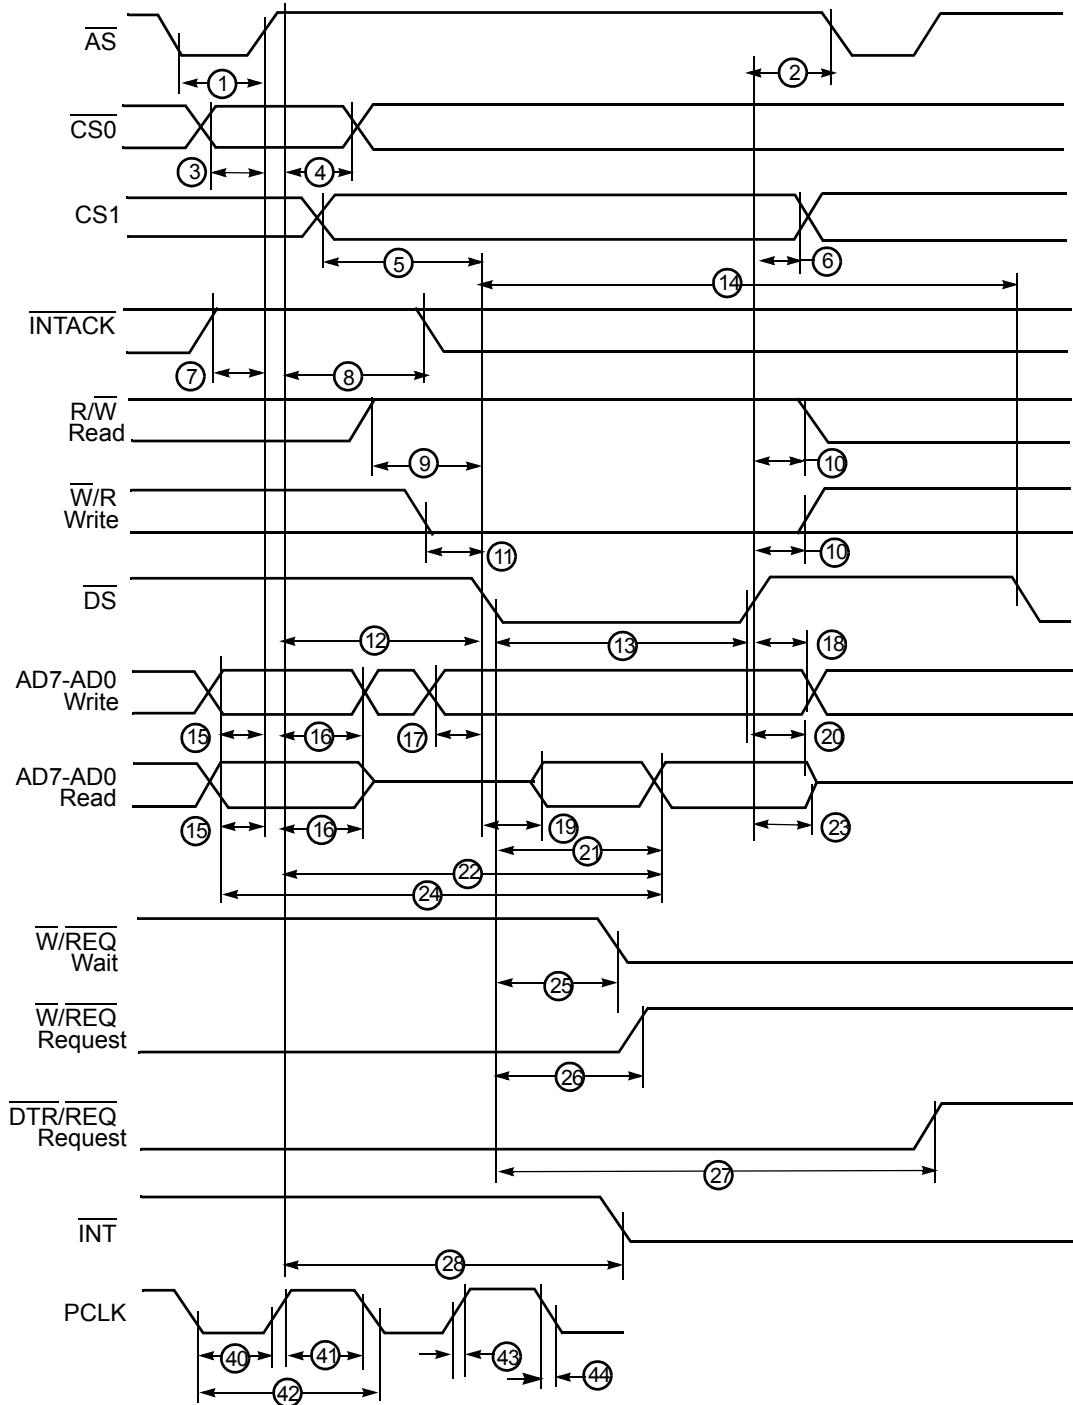 AS
1
2
CS0
3
4
CS1
5
6
14
INTACK
7
8
R/W
Read
9
10
W/R
Write
11
10
DS
12
13
18
AD7-AD0
Write
15
16
17
20
AD7-AD0
Read
15
16
19
23
21
22
24
W/REQ
Wait
25
W/REQ
Request
26
DTR/REQ
Request
27
INT
28
PCLK
40
41
43
44
42